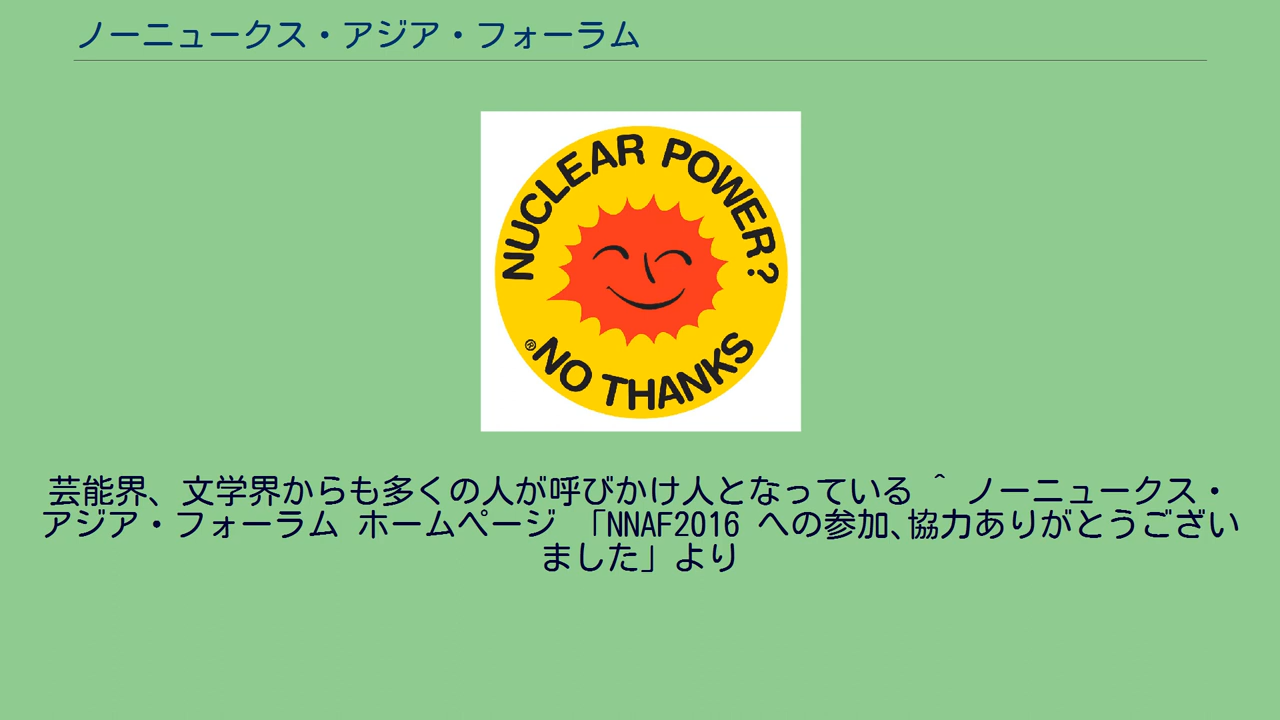 ノーニュークス・アジア・フォーラム
NUCLEAR POWER?
®NO THANKS
芸能界、文学界からも多くの人が呼びかけ人となっている ^ ノーニュークス・
アジア・フォーラム ホームページ 「NNAF2016 への参加､協力ありがとうござい
ました」より